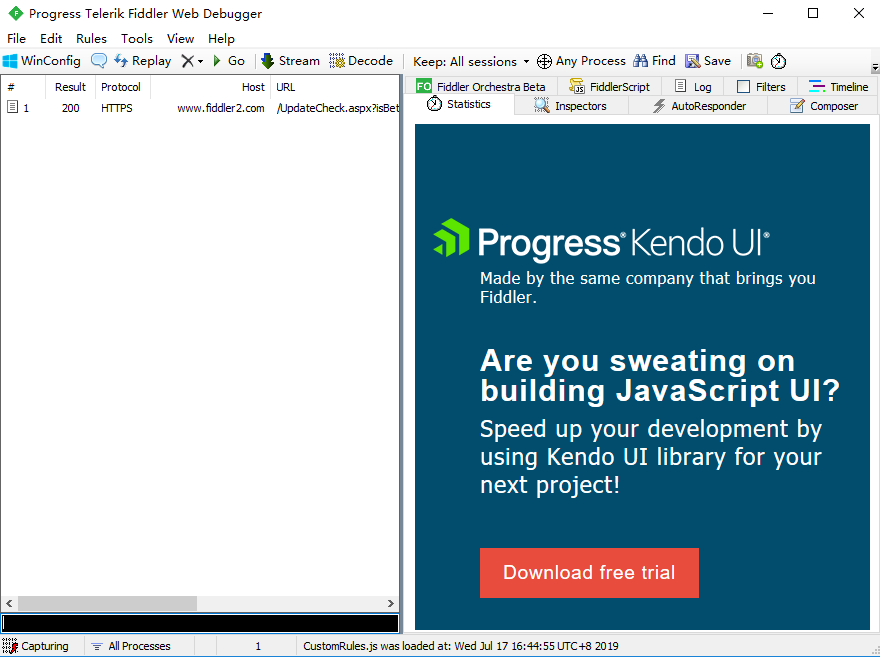 Progress Telerik Fiddler Web Debugger
File Edit Rules Tools View Help
WinConfig Replay Go Stream Decode Keep: All sessions Any Process Find Save
# Result Protocol Host URL
1 200 HTTPS www.fiddler2.com /UpdateCheck.aspx?isBet
FO Fiddler Orchestra Beta FiddlerScript Log Filters Timeline
Statistics Inspectors AutoResponder Composer
Progress® Kendo UI®
Made by the same company that brings you
Fiddler.
Are you sweating on
building JavaScript UI?
Speed up your development by
using Kendo UI library for your
next project!
Download free trial
Capturing All Processes 1 CustomRules.js was loaded at: Wed Jul 17 16:44:55 UTC+8 2019